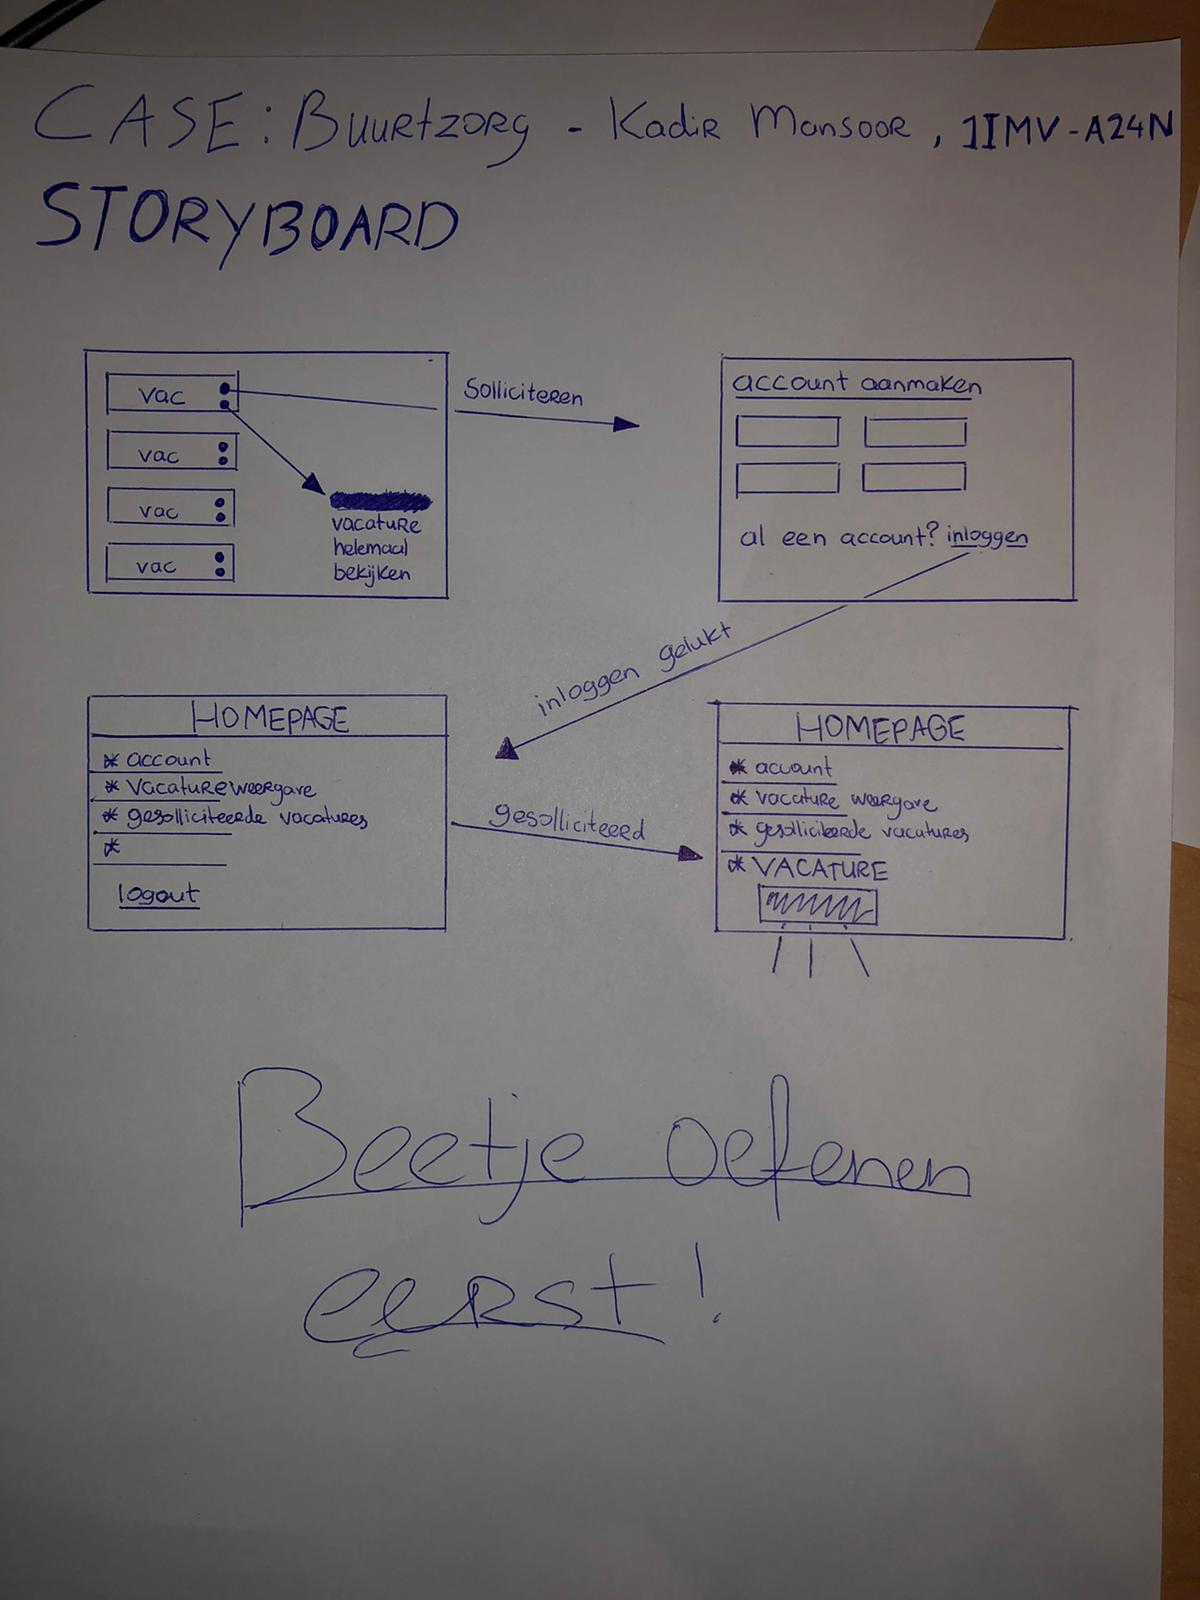 CASE: Buurtzorg - Kadir Mansoor, 1IMV-A24N
STORYBOARD
vac
vac
vac
vac
vacature
helemaal
bekijken
Solliciteren
account aanmaken
al een account? inloggen
inloggen gelukt
HOMEPAGE
* account
* vacature weergave
* gesolliciteerde vacatures
*
logout
gesolliciteerd
HOMEPAGE
* account
* vacature weergave
* gesolliciteerde vacatures
* VACATURE
Beetje oefenen
eerst!